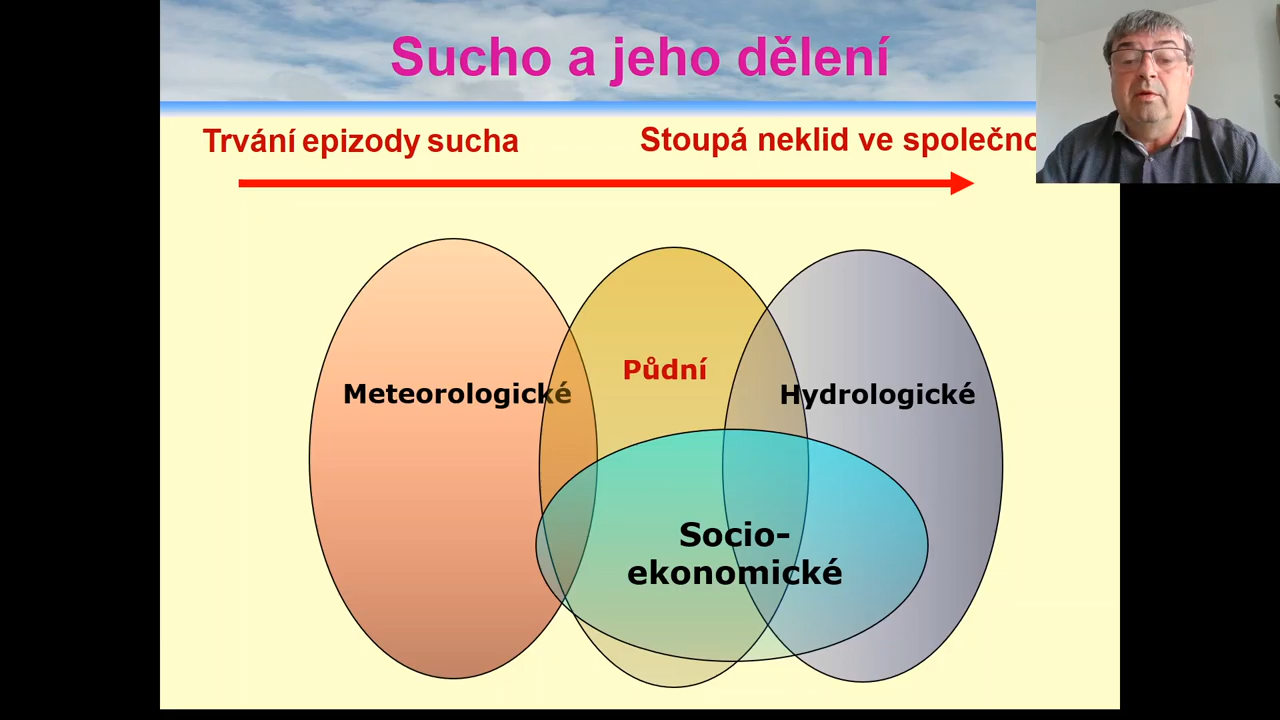 Sucho a jeho dělení
Trvání epizody sucha
Stoupá neklid ve společno
Meteorologické
Půdní
Hydrologické
Socio-
ekonomické